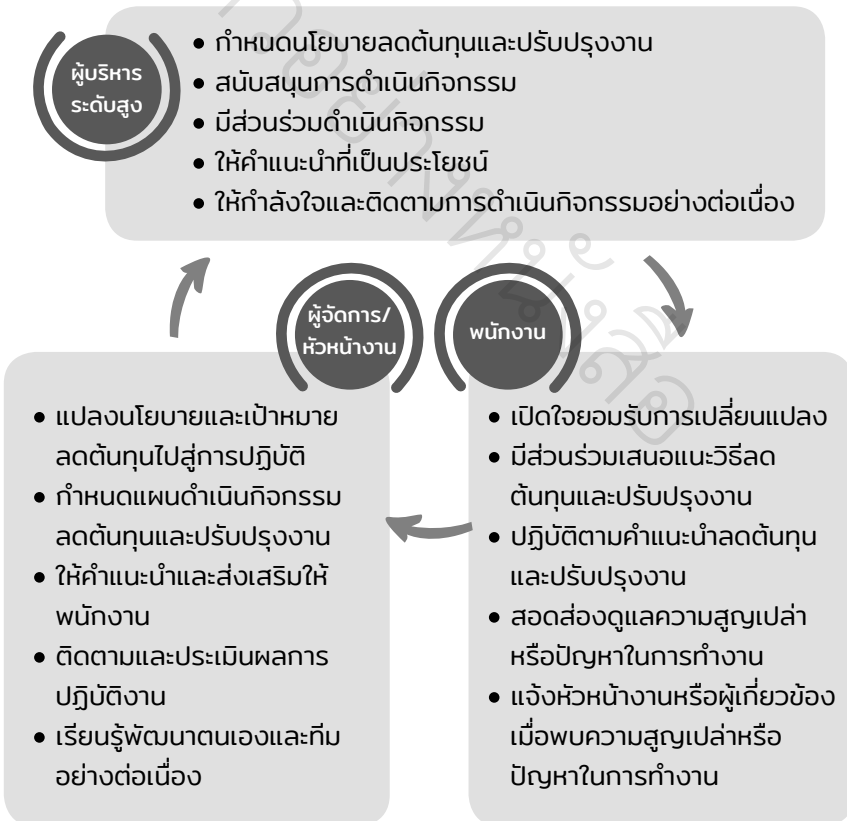 ผู้บริหาร
ระดับสูง
• กำหนดนโยบายลดต้นทุนและปรับปรุงงาน
• สนับสนุนการดำเนินกิจกรรม
• มีส่วนร่วมดำเนินกิจกรรม
• ให้คำแนะนำที่เป็นประโยชน์
• ให้กำลังใจและติดตามการดำเนินกิจกรรมอย่างต่อเนื่อง
ผู้จัดการ/
หัวหน้างาน
• แปลงนโยบายและเป้าหมาย
ลดต้นทุนไปสู่การปฏิบัติ
• กำหนดแผนดำเนินกิจกรรม
ลดต้นทุนและปรับปรุงงาน
• ให้คำแนะนำและส่งเสริมให้
พนักงาน
• ติดตามและประเมินผลการ
ปฏิบัติงาน
• เรียนรู้พัฒนาตนเองและทีม
อย่างต่อเนื่อง
พนักงาน
• เปิดใจยอมรับการเปลี่ยนแปลง
• มีส่วนร่วมเสนอแนะวิธีลด
ต้นทุนและปรับปรุงงาน
• ปฏิบัติตามคำแนะนำลดต้นทุน
และปรับปรุงงาน
• สอดส่องดูแลความสูญเปล่า
หรือปัญหาในการทำงาน
• แจ้งหัวหน้างานหรือผู้เกี่ยวข้อง
เมื่อพบความสูญเปล่าหรือ
ปัญหาในการทำงาน